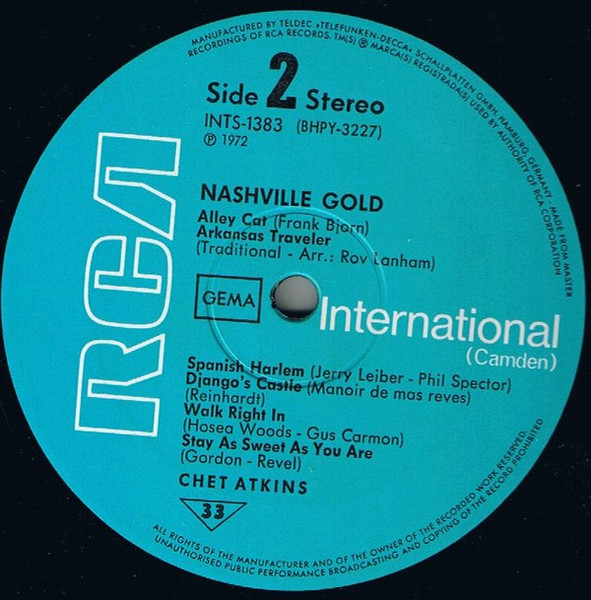 MANUFACTURED BY TELDEC »TELEFUNKEN-DECCA« SCHALLPLATTEN GMBH, HAMBURG, GERMANY - MADE FROM MASTER
RECORDINGS OF RCA RECORDS. TM(S) ® MARCA(S) REGISTRADA(S) USED BY AUTHORITY OF RCA CORPORATION
Side 2 Stereo
INTS-1383 (BHPY-3227)
℗ 1972
RCA
NASHVILLE GOLD
Alley Cat (Frank Bjorn)
Arkansas Traveler
(Traditional - Arr.: Rov Lanham)
GEMA
International
(Camden)
Spanish Harlem (Jerry Leiber - Phil Spector)
Django's Castle (Manoir de mas reves)
(Reinhardt)
Walk Right In
(Hosea Woods - Gus Carmon)
Stay As Sweet As You Are
(Gordon - Revel)
CHET ATKINS
33
ALL RIGHTS OF THE MANUFACTURER AND OF THE OWNER OF THE RECORDED WORK RESERVED.
UNAUTHORISED PUBLIC PERFORMANCE BROADCASTING AND COPYING OF THE RECORD PROHIBITED